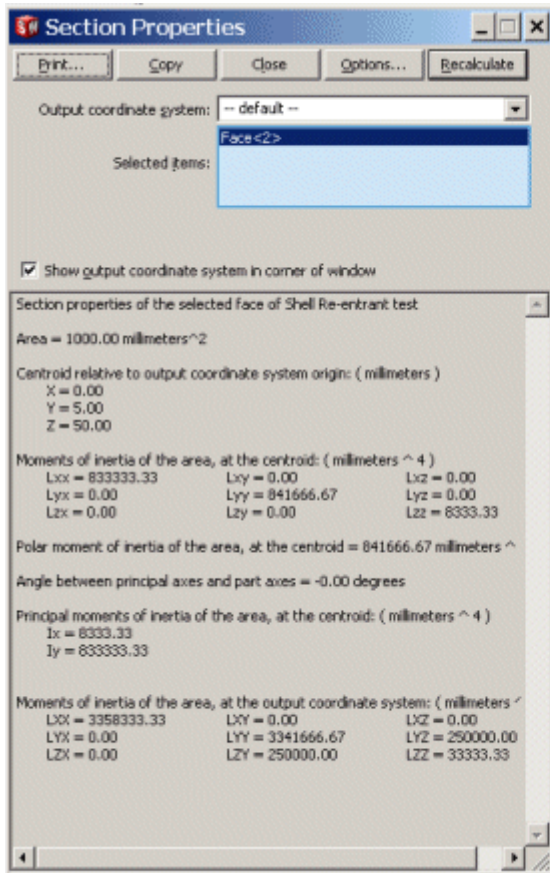 Section Properties
Print... Copy Close Options... Recalculate
Output coordinate system: -- default --
Selected items: Face<2>
Show output coordinate system in corner of window
Section properties of the selected face of Shell Re-entrant test
Area = 1000.00 millimeters^2
Centroid relative to output coordinate system origin: ( millimeters )
X = 0.00
Y = 5.00
Z = 50.00
Moments of inertia of the area, at the centroid: ( millimeters ^ 4 )
Lxx = 833333.33 Lxy = 0.00 Lxz = 0.00
Lyx = 0.00 Lyy = 841666.67 Lyz = 0.00
Lzx = 0.00 Lzy = 0.00 Lzz = 8333.33
Polar moment of inertia of the area, at the centroid = 841666.67 millimeters ^
Angle between principal axes and part axes = -0.00 degrees
Principal moments of inertia of the area, at the centroid: ( millimeters ^ 4 )
Ix = 8333.33
Iy = 833333.33
Moments of inertia of the area, at the output coordinate system: ( millimeters ^
LXX = 3358333.33 LXY = 0.00 LXZ = 0.00
LYX = 0.00 LYY = 3341666.67 LYZ = 250000.00
LZX = 0.00 LZY = 250000.00 LZZ = 33333.33